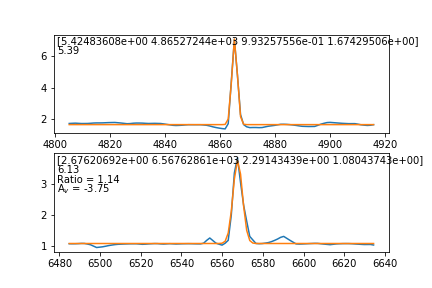 [5.42483608e+00 4.86527244e+03 9.93257556e-01 1.67429506e+00]
5.39
6
4
2
4800 4820 4840 4860 4880 4900 4920
[2.67620692e+00 6.56762861e+03 2.29143439e+00 1.08043743e+00]
6.13
Ratio = 1.14
Av = -3.75
3
2
1
6480 6500 6520 6540 6560 6580 6600 6620 6640